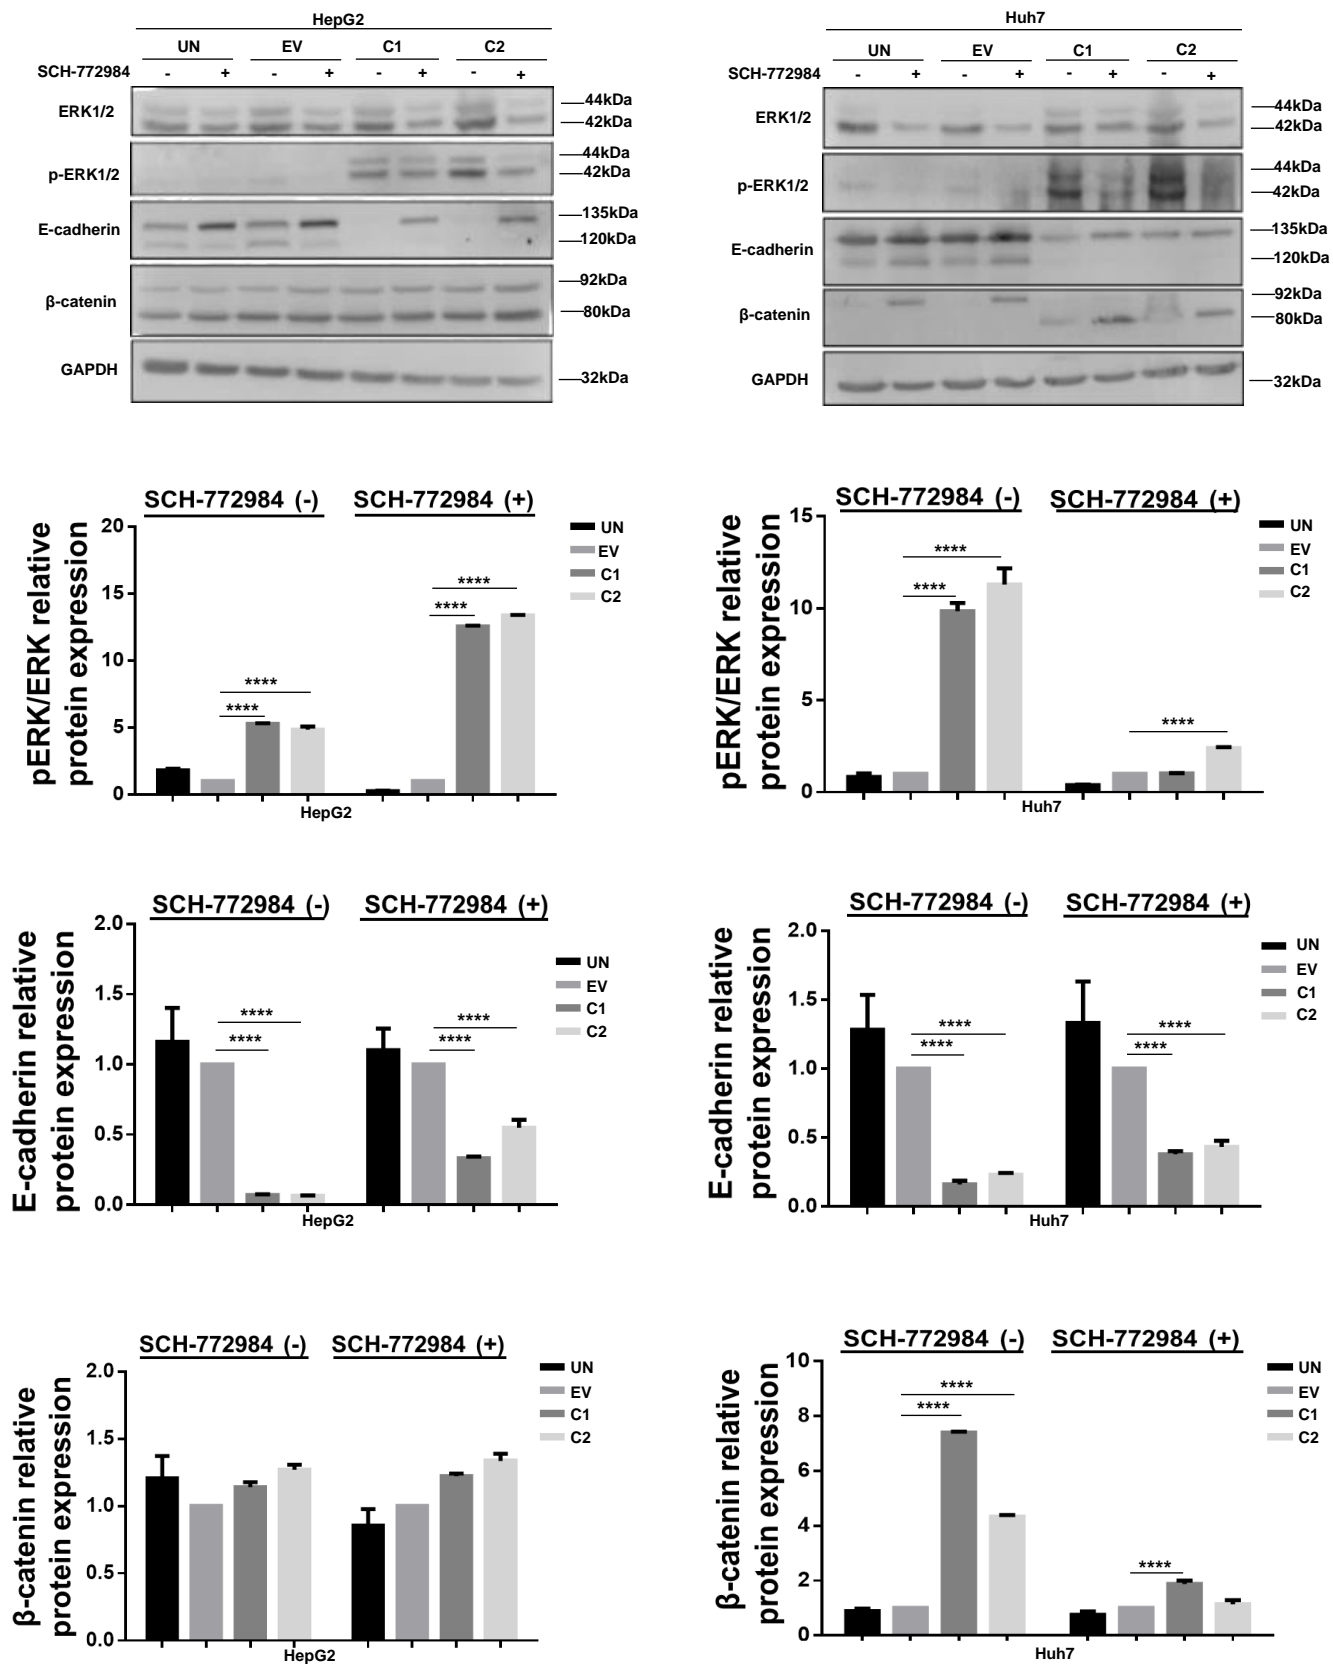 HepG2
UN EV C1 C2
SCH-772984 - + - + - + - +
ERK1/2 44kDa
42kDa
p-ERK1/2 44kDa
42kDa
E-cadherin 135kDa
120kDa
β-catenin 92kDa
80kDa
GAPDH 32kDa
Huh7
UN EV C1 C2
SCH-772984 - + - + - + - +
ERK1/2 44kDa
42kDa
p-ERK1/2 44kDa
42kDa
E-cadherin 135kDa
120kDa
β-catenin 92kDa
80kDa
GAPDH 32kDa
SCH-772984 (-) SCH-772984 (+)
pERK/ERK relative
protein expression
20
15
10
5
0
**** ****
**** ****
HepG2
UN
EV
C1
C2
SCH-772984 (-) SCH-772984 (+)
pERK/ERK relative
protein expression
15
10
5
0
****
****
****
Huh7
UN
EV
C1
C2
SCH-772984 (-) SCH-772984 (+)
E-cadherin relative
protein expression
2.0
1.5
1.0
0.5
0.0
**** ****
**** ****
HepG2
UN
EV
C1
C2
SCH-772984 (-) SCH-772984 (+)
E-cadherin relative
protein expression
2.0
1.5
1.0
0.5
0.0
**** ****
**** ****
Huh7
UN
EV
C1
C2
SCH-772984 (-) SCH-772984 (+)
β-catenin relative
protein expression
2.0
1.5
1.0
0.5
0.0
HepG2
UN
EV
C1
C2
SCH-772984 (-) SCH-772984 (+)
β-catenin relative
protein expression
10
8
6
4
2
0
****
****
****
Huh7
UN
EV
C1
C2